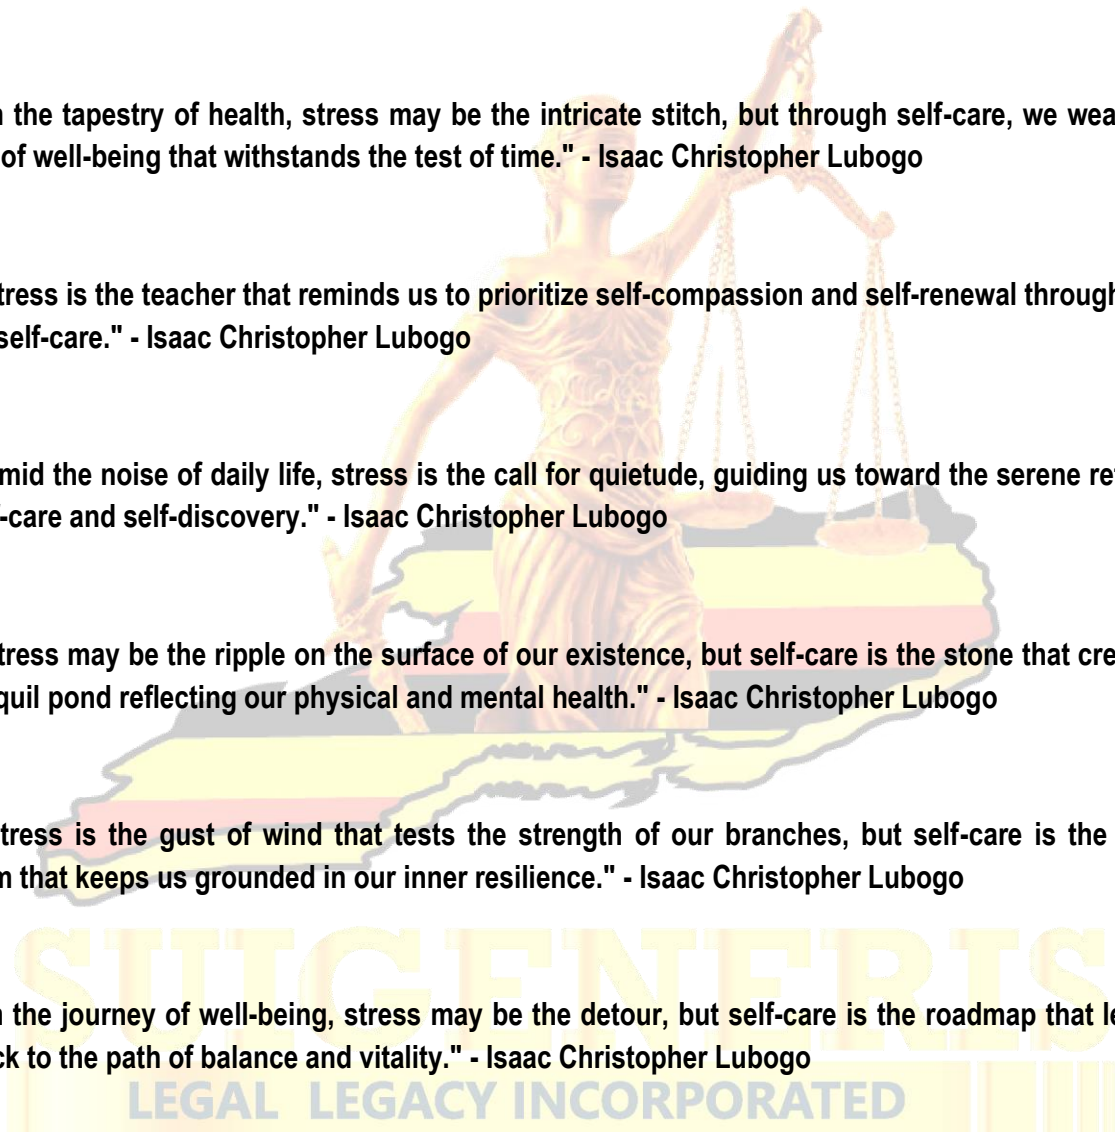 the tapestry of health, stress may be the intricate stitch, but through self-care, we
of well-being that withstands the test of time." - Isaac Christopher Lubogo
tress is the teacher that reminds us to prioritize self-compassion and self-renewal through
self-care." - Isaac Christopher Lubogo
mid the noise of daily life, stress is the call for quietude, guiding us toward the serene
-care and self-discovery." - Isaac Christopher Lubogo
tress may be the ripple on the surface of our existence, but self-care is the stone that
quil pond reflecting our physical and mental health." - Isaac Christopher Lubogo
tress is the gust of wind that tests the strength of our branches, but self-care is the
that keeps us grounded in our inner resilience." - Isaac Christopher Lubogo
the journey of well-being, stress may be the detour, but self-care is the roadmap that
ck to the path of balance and vitality." - Isaac Christopher Lubogo
SUIGENERIS
LEGAL LEGACY INCORPORATED